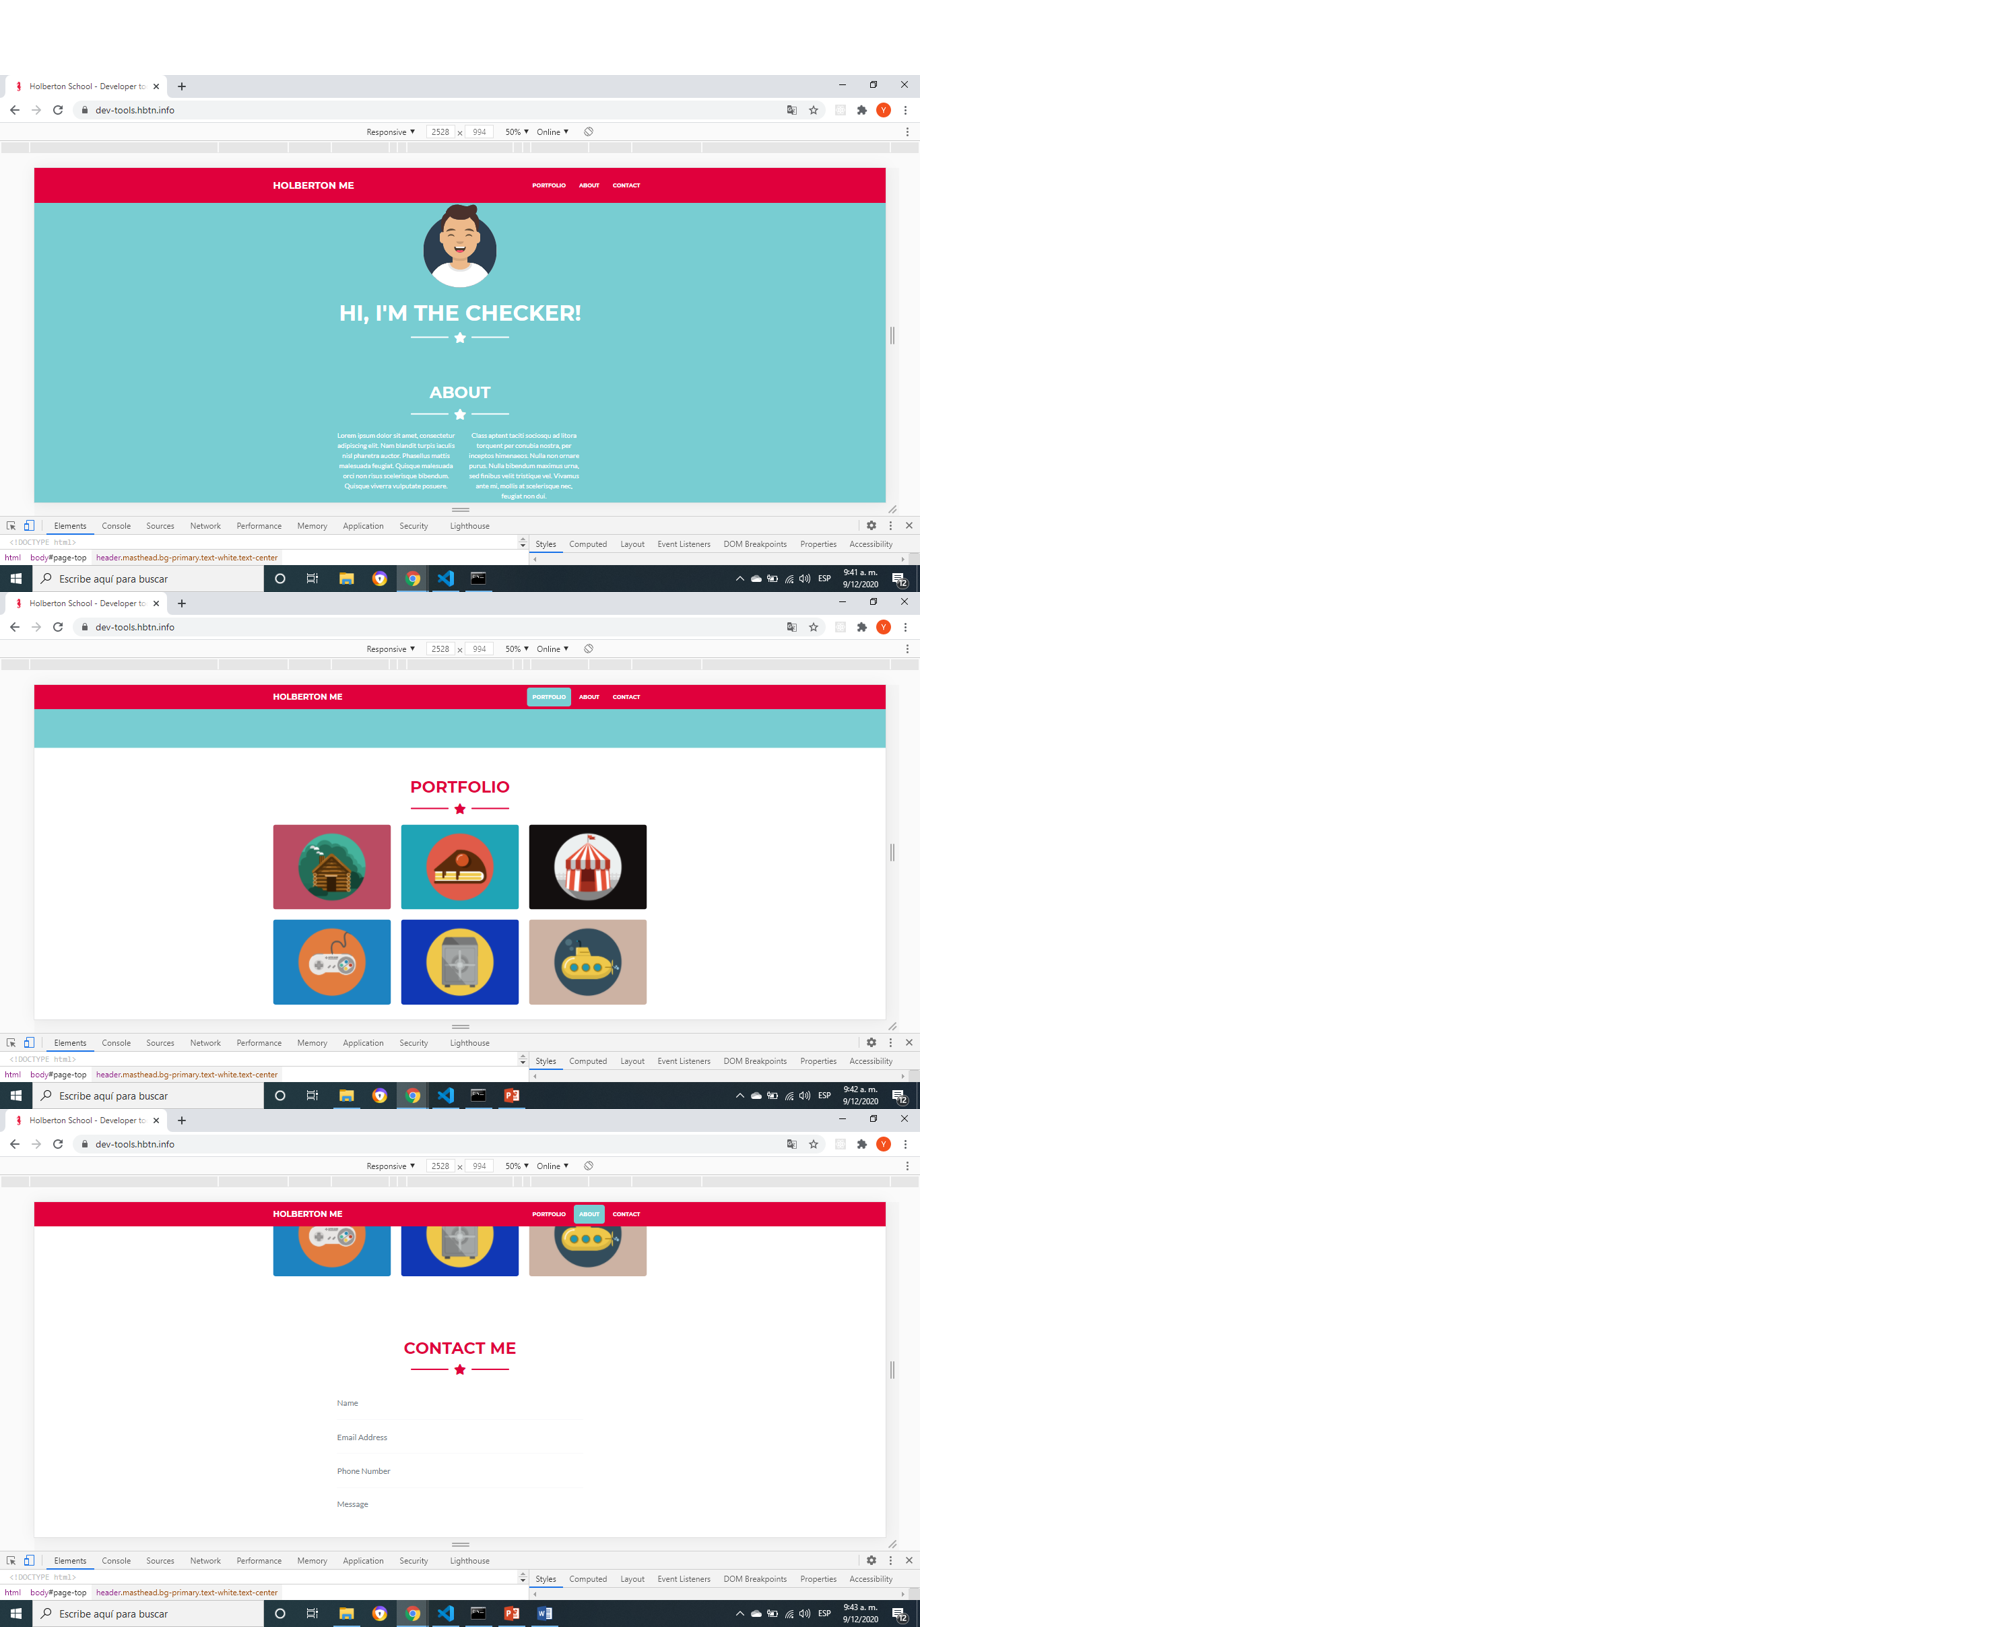 Holberton School - Developer to
dev-tools.hbtn.info
Responsive 2528 x 994 50% Online
HOLBERTON ME PORTFOLIO ABOUT CONTACT
HI, I'M THE CHECKER!
ABOUT
Lorem ipsum dolor sit amet, consectetur
adipiscing elit. Nam blandit turpis iaculis
nisl pharetra auctor. Phasellus mattis
malesuada feugiat. Quisque malesuada
orci non risus scelerisque bibendum.
Quisque viverra vulputate posuere.
Class aptent taciti sociosqu ad litora
torquent per conubia nostra, per
inceptos himenaeos. Nulla non ornare
purus. Nulla bibendum maximus urna,
sed finibus velit tristique vel. Vivamus
ante mi, mollis at scelerisque nec,
feugiat non dui.
Elements Console Sources Network Performance Memory Application Security Lighthouse
<!DOCTYPE html>
Styles Computed Layout Event Listeners DOM Breakpoints Properties Accessibility
html body#page-top header.masthead.bg-primary.text-white.text-center
Escribe aquí para buscar
ESP
9:41 a. m.
9/12/2020
12
Holberton School - Developer to
dev-tools.hbtn.info
Y
Responsive 2528 x 994 50% Online
HOLBERTON ME PORTFOLIO ABOUT CONTACT
PORTFOLIO
Elements Console Sources Network Performance Memory Application Security Lighthouse
<!DOCTYPE html>
Styles Computed Layout Event Listeners DOM Breakpoints Properties Accessibility
html body#page-top header.masthead.bg-primary.text-white.text-center
Escribe aquí para buscar
ESP
9:42 a. m.
9/12/2020
12
Holberton School - Developer to
dev-tools.hbtn.info
Y
Responsive 2528 x 994 50% Online
HOLBERTON ME PORTFOLIO ABOUT CONTACT
CONTACT ME
Name
Email Address
Phone Number
Message
Elements Console Sources Network Performance Memory Application Security Lighthouse
<!DOCTYPE html>
Styles Computed Layout Event Listeners DOM Breakpoints Properties Accessibility
html body#page-top header.masthead.bg-primary.text-white.text-center
Escribe aquí para buscar
ESP
9:43 a. m.
9/12/2020
12